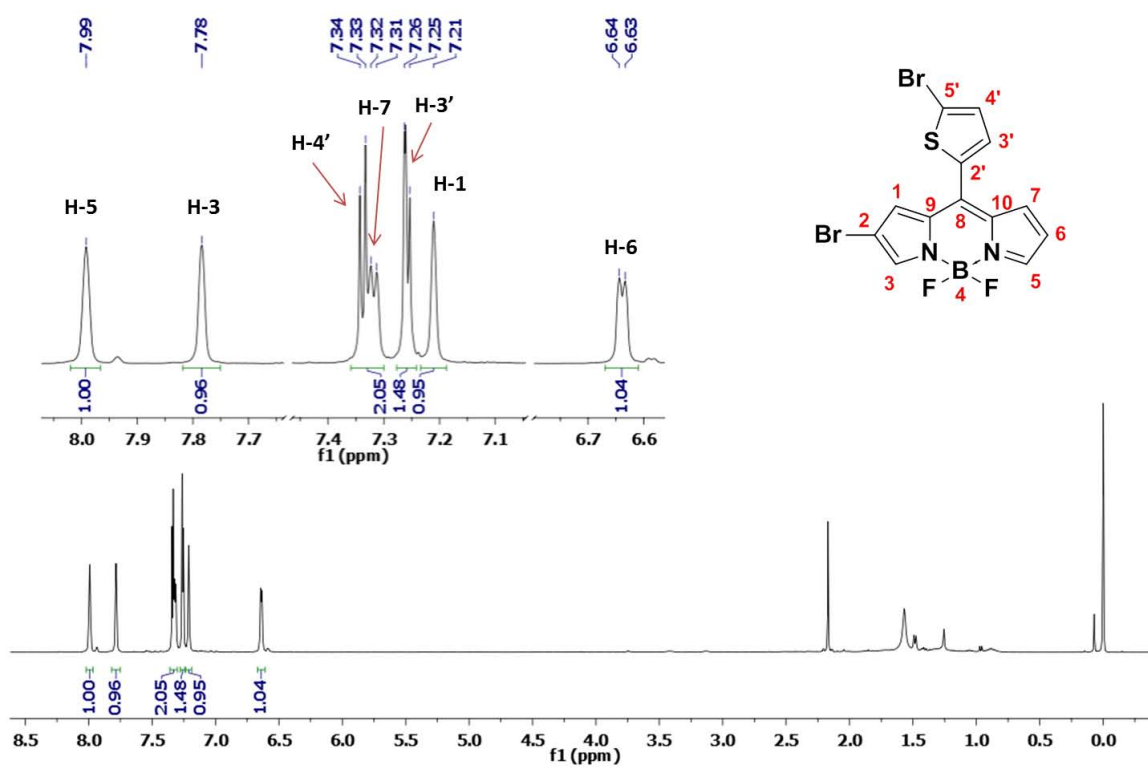 7.99
7.78
7.34
7.33
7.32
7.31
7.26
7.25
7.21
6.64
6.63
H-5
H-3
H-4’
H-7
H-3’
H-1
H-6
Br
5'
4'
S
3'
2'
1
9
8
10
7
2
Br
6
N
N
3
B
5
F
4
F
1.00
0.96
2.05
1.48
0.95
1.04
8.0 7.9 7.8 7.7 7.4 7.3 7.2 7.1 6.7 6.6
f1 (ppm)
1.00
0.96
2.05
1.48
0.95
1.04
8.5 8.0 7.5 7.0 6.5 6.0 5.5 5.0 4.5 4.0 3.5 3.0 2.5 2.0 1.5 1.0 0.5 0.0
f1 (ppm)